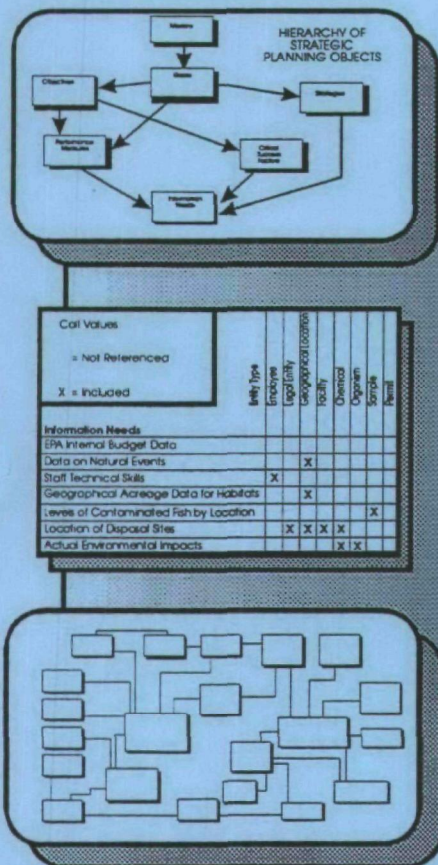 HIERARCHY OF
STRATEGIC
PLANNING OBJECTS
Mission
Goals
Objectives
Strategies
Performance
Measures
Critical
Success
Factors
Information
Needs
Cell Values
= Not Referenced
X = Included
Entity Type
Employee
Legal Entity
Geographical Location
Facility
Chemical
Organism
Sample
Permit
Information Needs
EPA Internal Budget Data
Data on Natural Events X
Staff Technical Skills X
Geographical Acreage Data for Habitats X
Levels of Contaminated Fish by Location X
Location of Disposal Sites X X X X
Actual Environmental Impacts X X